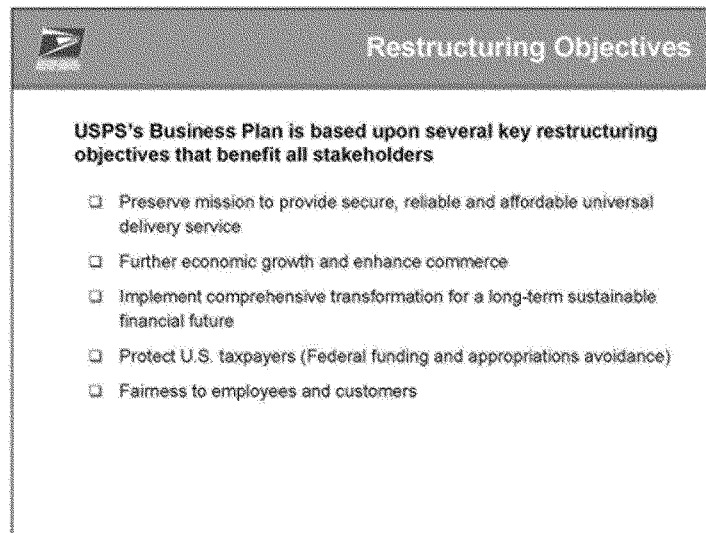 Restructuring Objectives
USPS's Business Plan is based upon several key restructuring
objectives that benefit all stakeholders
❑ Preserve mission to provide secure, reliable and affordable universal
delivery service
❑ Further economic growth and enhance commerce
❑ Implement comprehensive transformation for a long-term sustainable
financial future
❑ Protect U.S. taxpayers (Federal funding and appropriations avoidance)
❑ Fairness to employees and customers